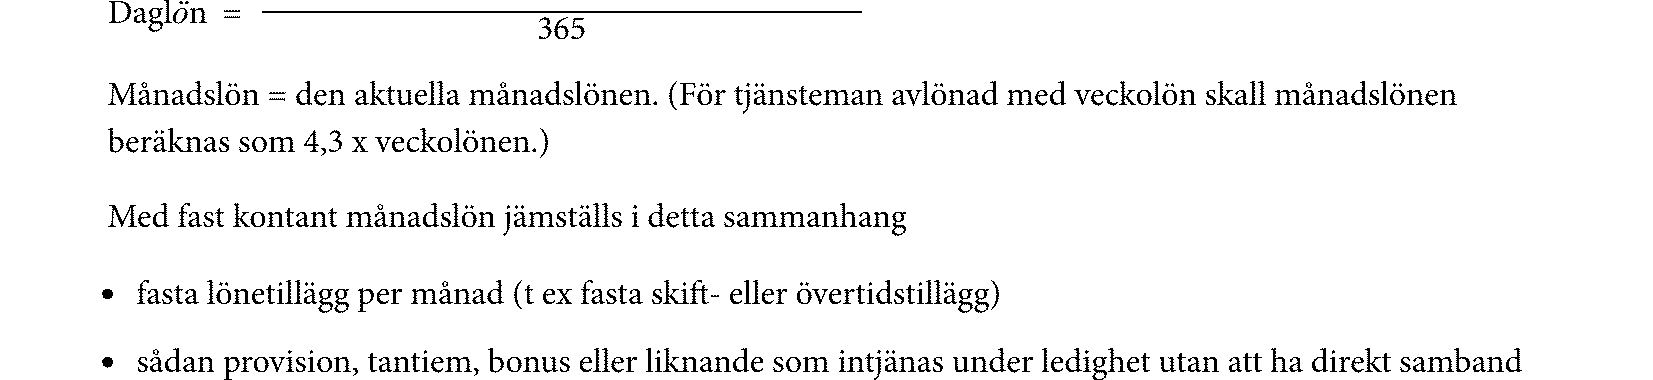 Daglön =
365
Månadslön = den aktuella månadslönen. (För tjänsteman avlönad med veckolön skall månadslönen
beräknas som 4,3 x veckolönen.)
Med fast kontant månadslön jämställs i detta sammanhang
• fasta lönetillägg per månad (t ex fasta skift- eller övertidstillägg)
• sådan provision, tantiem, bonus eller liknande som intjänas under ledighet utan att ha direkt samband